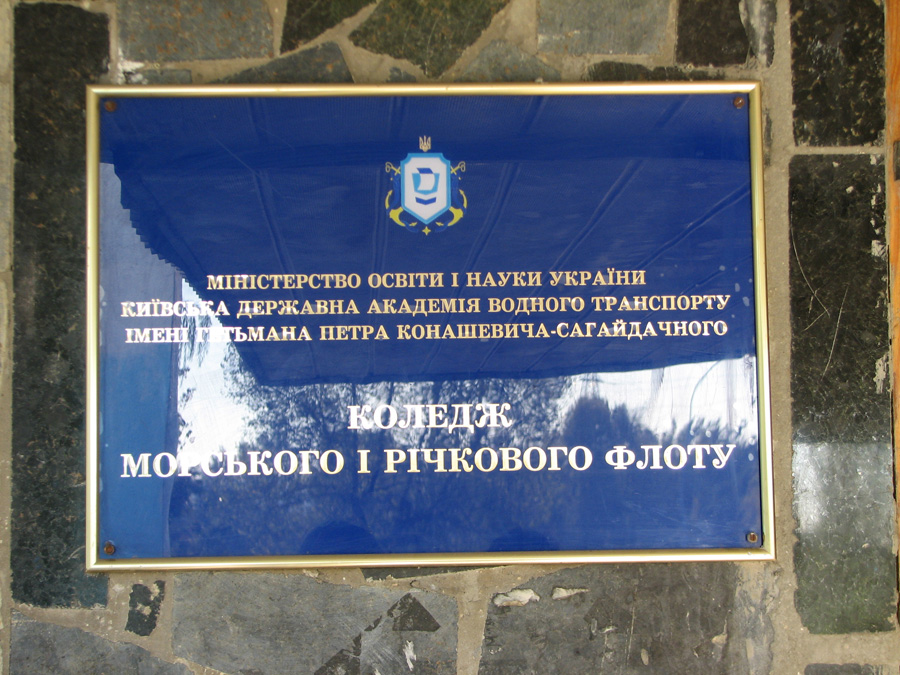 МІНІСТЕРСТВО ОСВІТИ І НАУКИ УКРАЇНИ
КИЇВСЬКА ДЕРЖАВНА АКАДЕМІЯ ВОДНОГО ТРАНСПОРТУ
ІМЕНІ ГЕТЬМАНА ПЕТРА КОНАШЕВИЧА-САГАЙДАЧНОГО
КОЛЕДЖ
МОРСЬКОГО І РІЧКОВОГО ФЛОТУ